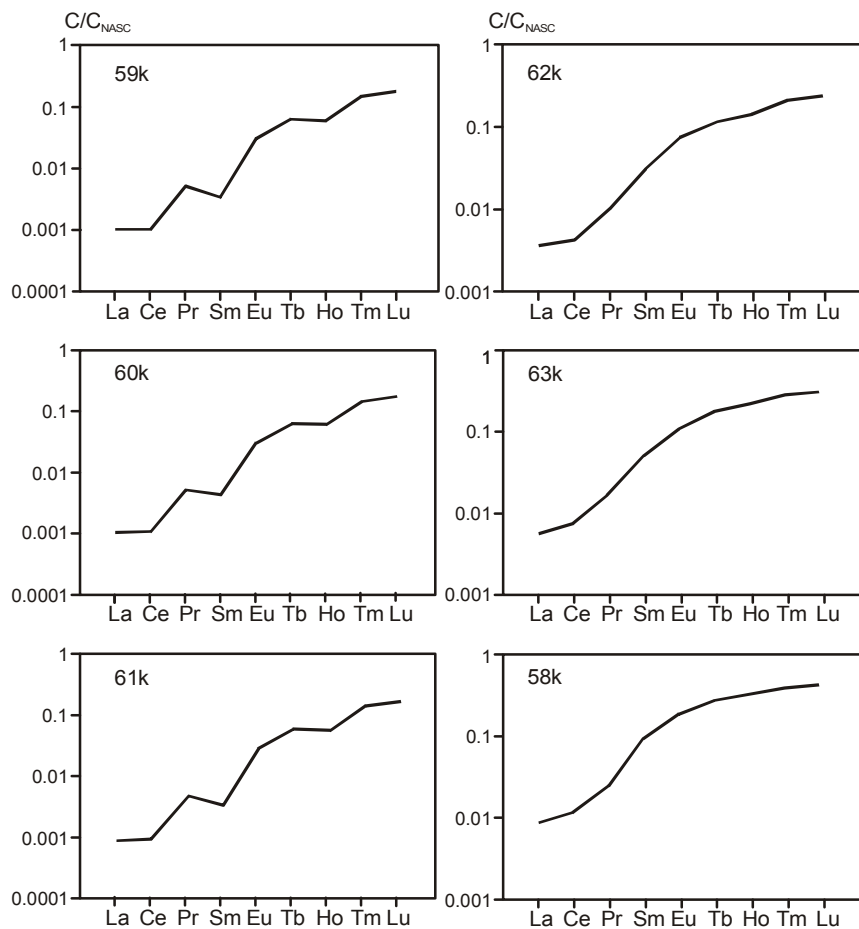 C/C_NASC
59k
1
0.1
0.01
0.001
0.0001
La Ce Pr Sm Eu Tb Ho Tm Lu
C/C_NASC
62k
1
0.1
0.01
0.001
La Ce Pr Sm Eu Tb Ho Tm Lu
60k
1
0.1
0.01
0.001
0.0001
La Ce Pr Sm Eu Tb Ho Tm Lu
63k
1
0.1
0.01
0.001
La Ce Pr Sm Eu Tb Ho Tm Lu
61k
1
0.1
0.01
0.001
0.0001
La Ce Pr Sm Eu Tb Ho Tm Lu
58k
1
0.1
0.01
0.001
La Ce Pr Sm Eu Tb Ho Tm Lu